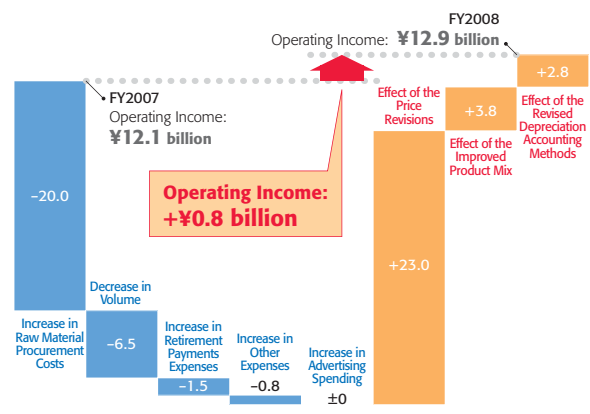 FY2008
Operating Income: ¥12.9 billion
FY2007
Operating Income:
¥12.1 billion
Operating Income:
+¥0.8 billion
−20.0
Increase in
Raw Material
Procurement
Costs
Decrease in
Volume
−6.5
Increase in
Retirement
Payments
Expenses
−1.5
Increase in
Other
Expenses
−0.8
Increase in
Advertising
Spending
±0
Effect of the
Price
Revisions
+23.0
+3.8
Effect of the
Improved
Product Mix
+2.8
Effect of the
Revised
Depreciation
Accounting
Methods